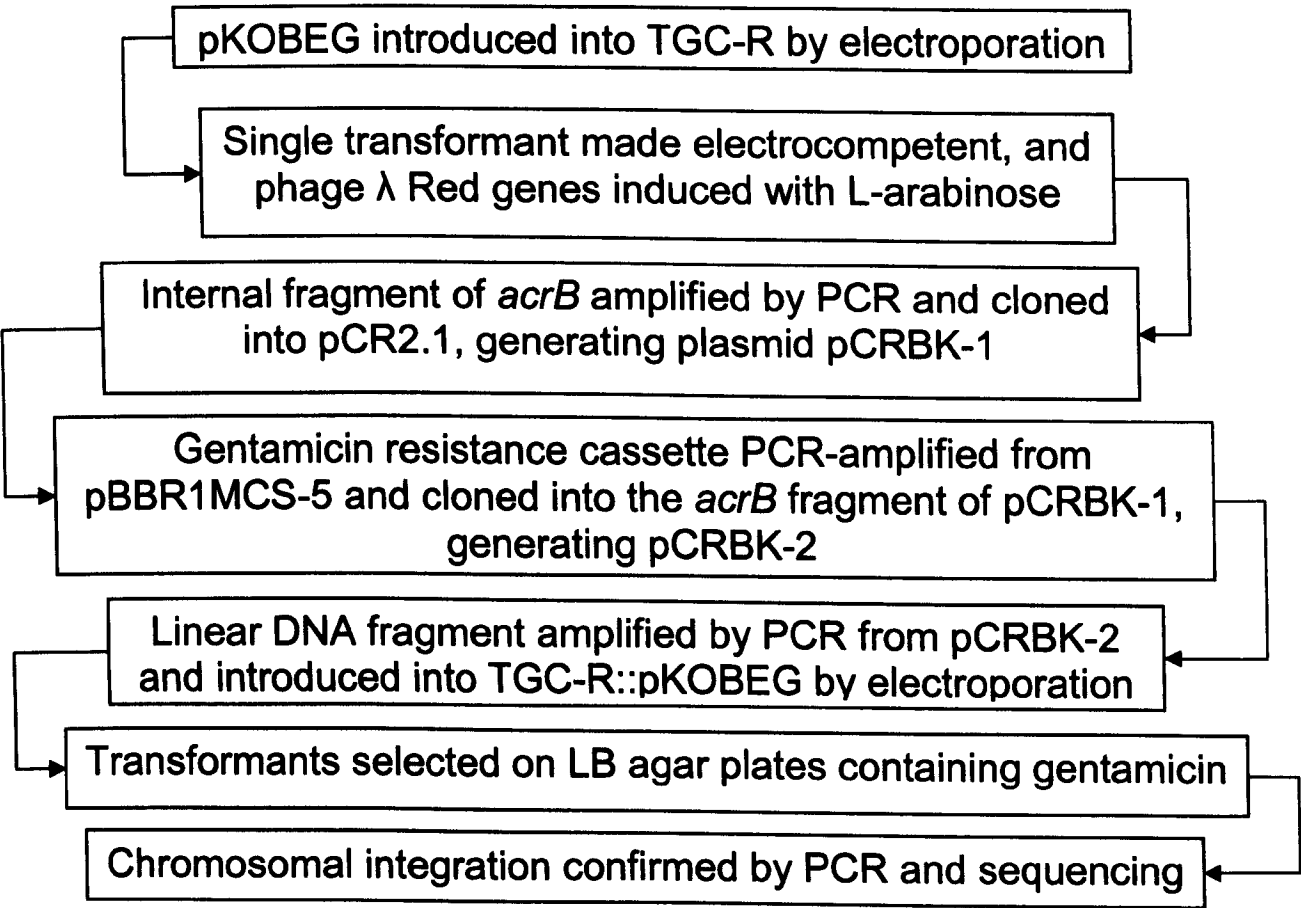 pKOBEG introduced into TGC-R by electroporation
Single transformant made electrocompetent, and
phage λ Red genes induced with L-arabinose
Internal fragment of acrB amplified by PCR and cloned
into pCR2.1, generating plasmid pCRBK-1
Gentamicin resistance cassette PCR-amplified from
pBBR1MCS-5 and cloned into the acrB fragment of pCRBK-1,
generating pCRBK-2
Linear DNA fragment amplified by PCR from pCRBK-2
and introduced into TGC-R::pKOBEG by electroporation
Transformants selected on LB agar plates containing gentamicin
Chromosomal integration confirmed by PCR and sequencing